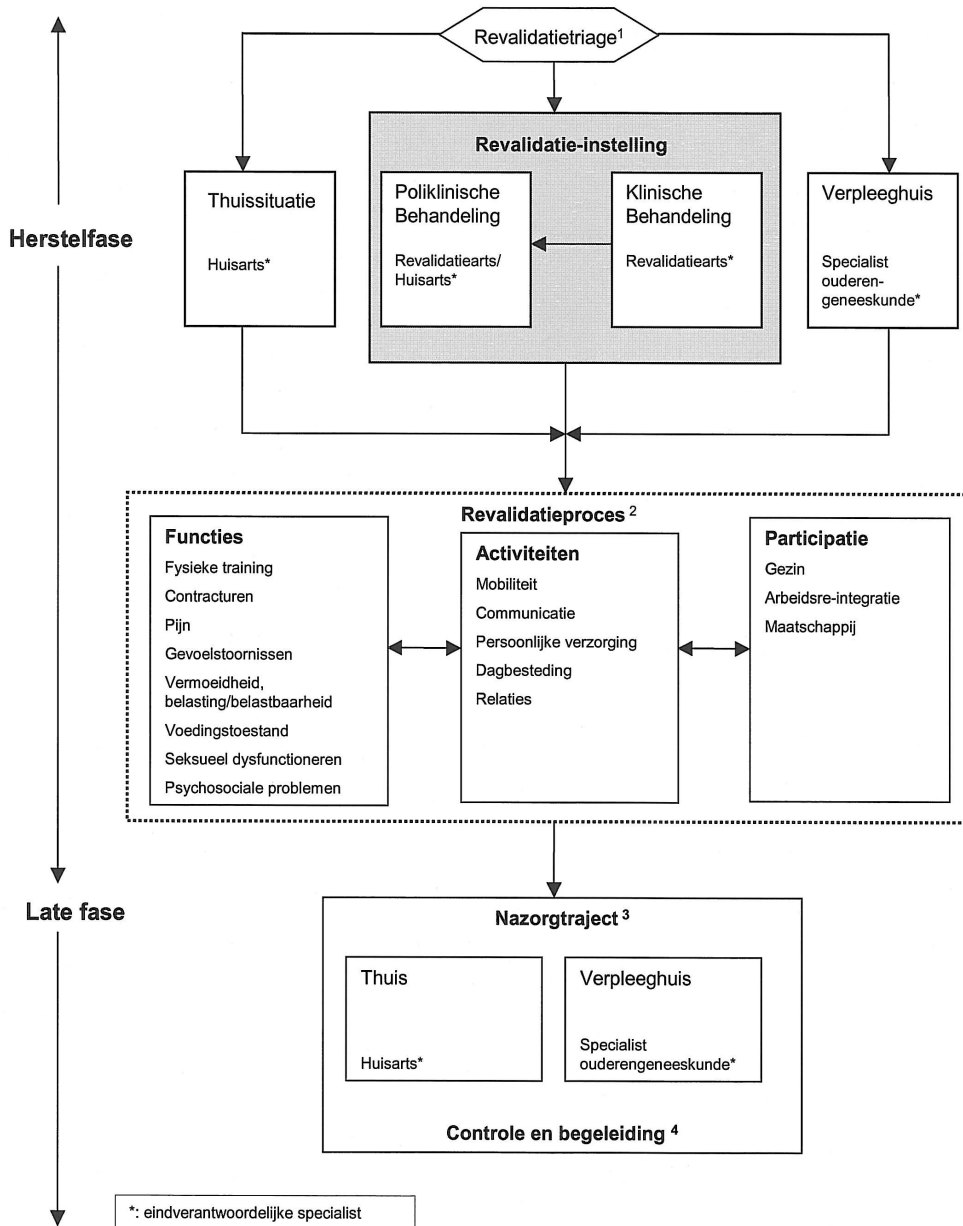 Revalidatietriage¹
Revalidatie-instelling
Thuissituatie
Huisarts*
Poliklinische
Behandeling
Revalidatiearts/
Huisarts*
Klinische
Behandeling
Revalidatiearts*
Verpleeghuis
Specialist
ouderen-
geneeskunde*
Herstelfase
Revalidatieproces ²
Functies
Fysieke training
Contracturen
Pijn
Gevoelstoornissen
Vermoeidheid,
belasting/belastbaarheid
Voedingstoestand
Seksueel dysfunctioneren
Psychosociale problemen
Activiteiten
Mobiliteit
Communicatie
Persoonlijke verzorging
Dagbesteding
Relaties
Participatie
Gezin
Arbeidsre-integratie
Maatschappij
Late fase
Nazorgtraject ³
Thuis
Huisarts*
Verpleeghuis
Specialist
ouderengeneeskunde*
Controle en begeleiding ⁴
*: eindverantwoordelijke specialist